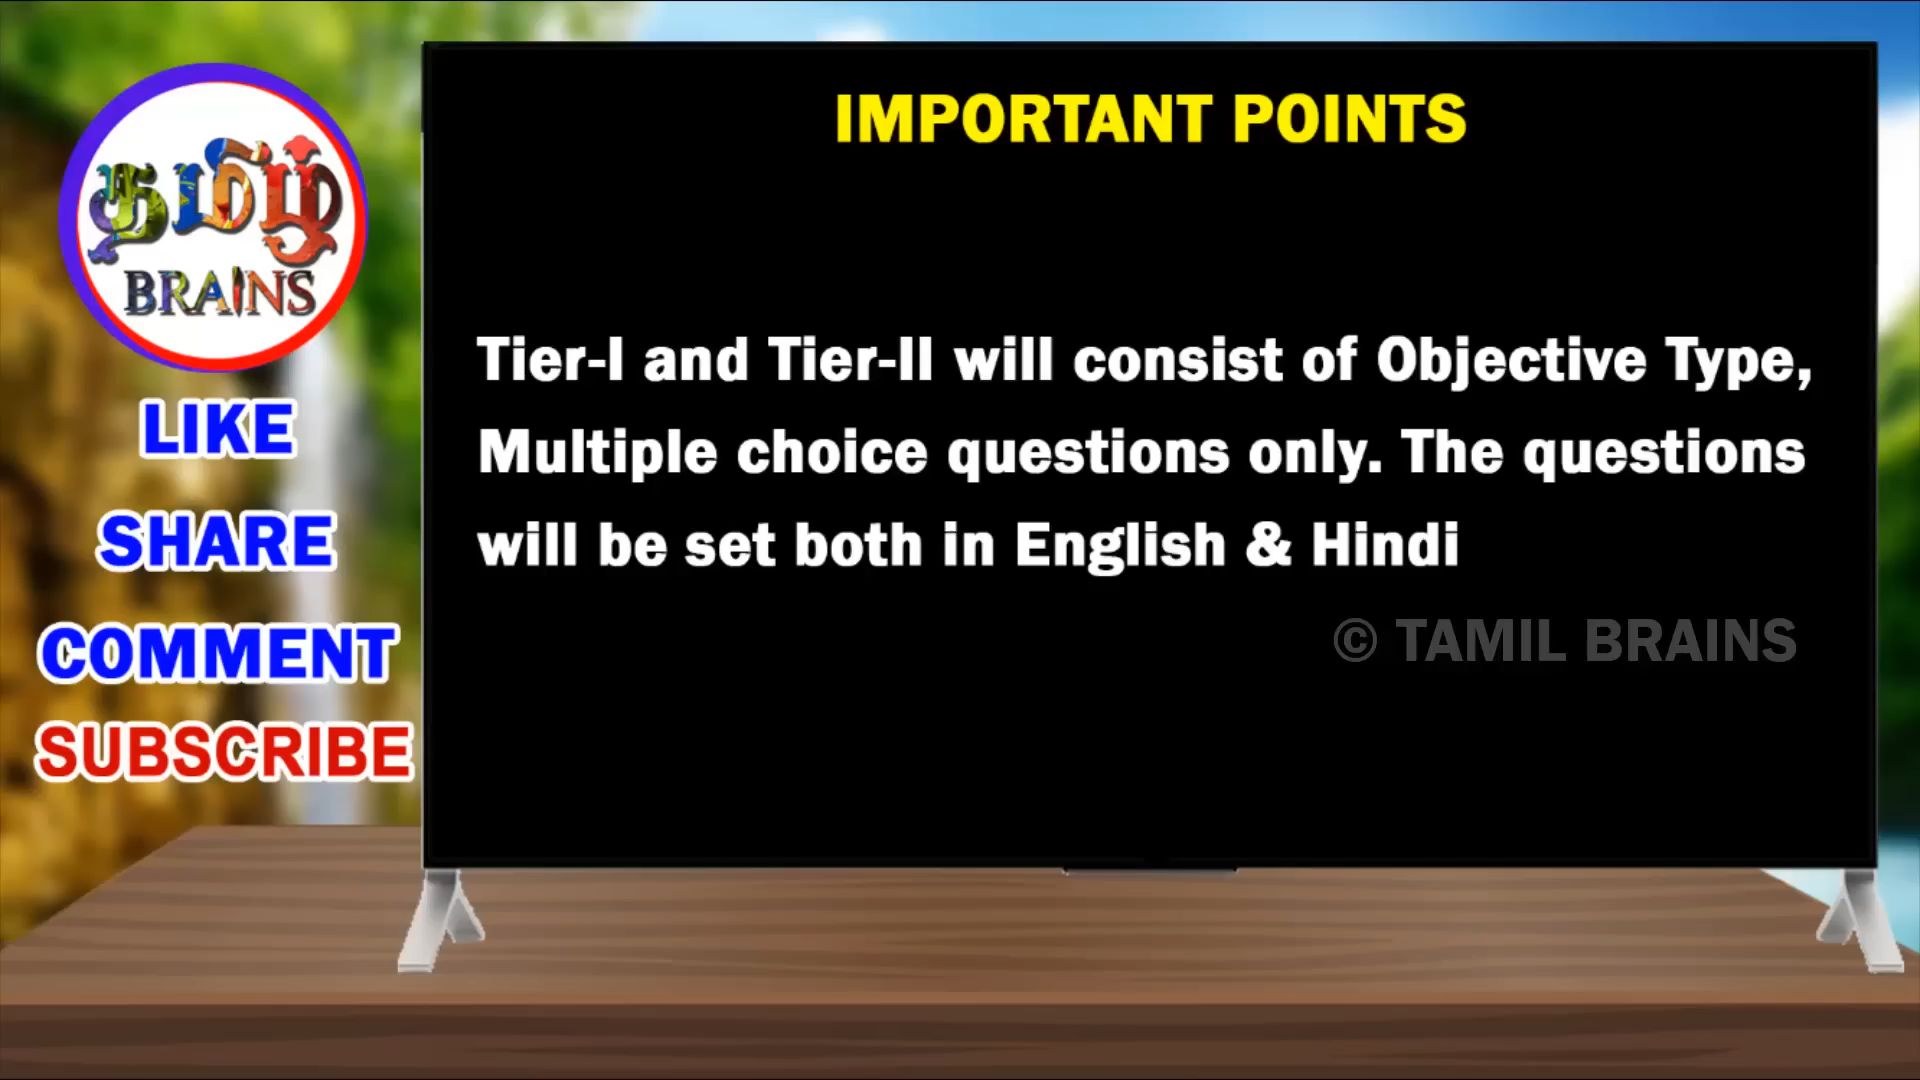 தமிழ்
BRAINS
LIKE
SHARE
COMMENT
SUBSCRIBE
IMPORTANT POINTS
Tier-I and Tier-II will consist of Objective Type,
Multiple choice questions only. The questions
will be set both in English & Hindi
© TAMIL BRAINS